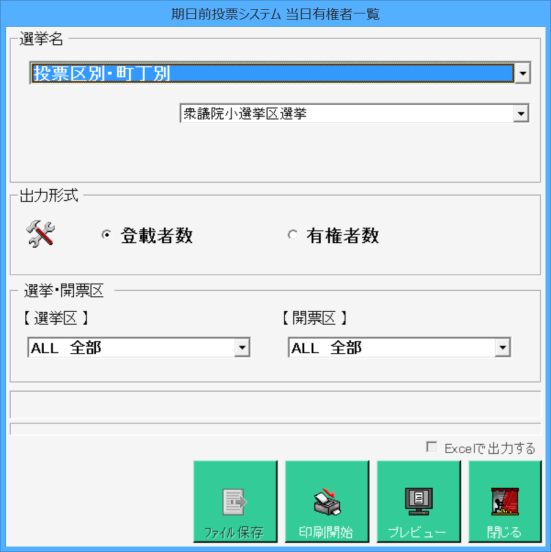 期日前投票システム 当日有権者一覧
選挙名
投票区別・町丁別
衆議院小選挙区選挙
出力形式
登載者数
有権者数
選挙・開票区
【 選挙区 】
【 開票区 】
ALL 全部
ALL 全部
Excelで出力する
ファイル保存
印刷開始
プレビュー
閉じる